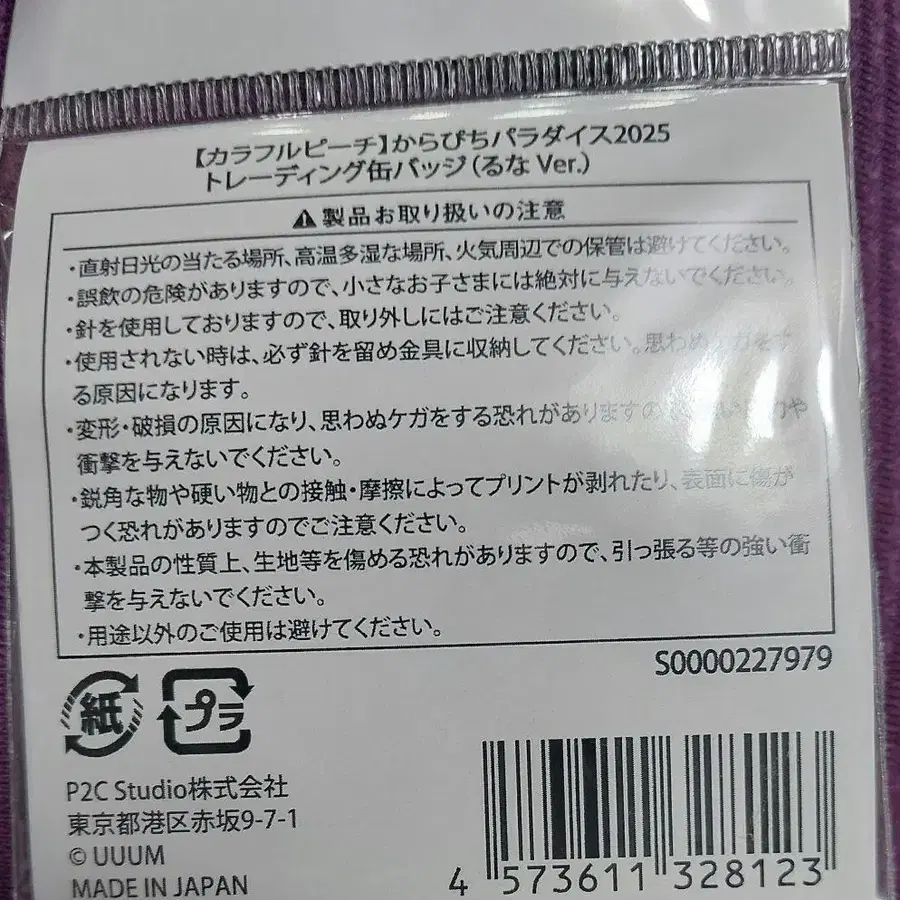 【カラフルピーチ】からぴちパラダイス2025
トレーディング缶バッジ（るな Ver.）
製品お取り扱いの注意
・直射日光の当たる場所、高温多湿な場所、火気周辺での保管は避けてください。
・誤飲の危険がありますので、小さなお子さまには絶対に与えないでください。
・針を使用しておりますので、取り外しにはご注意ください。
・使用されない時は、必ず針を留め金具に収納してください。思わぬケガをす
る原因になります。
・変形・破損の原因になり、思わぬケガをする恐れがありますの
衝撃を与えないでください。
・鋭角な物や硬い物との接触・摩擦によってプリントが剥れたり、表面に傷が
つく恐れがありますのでご注意ください。
・本製品の性質上、生地等を傷める恐れがありますので、引っ張る等の強い衝
撃を与えないでください。
・用途以外のご使用は避けてください。
S0000227979
紙
プラ
P2C Studio株式会社
東京都港区赤坂9-7-1
© UUUM
MADE IN JAPAN
4 573611 328123